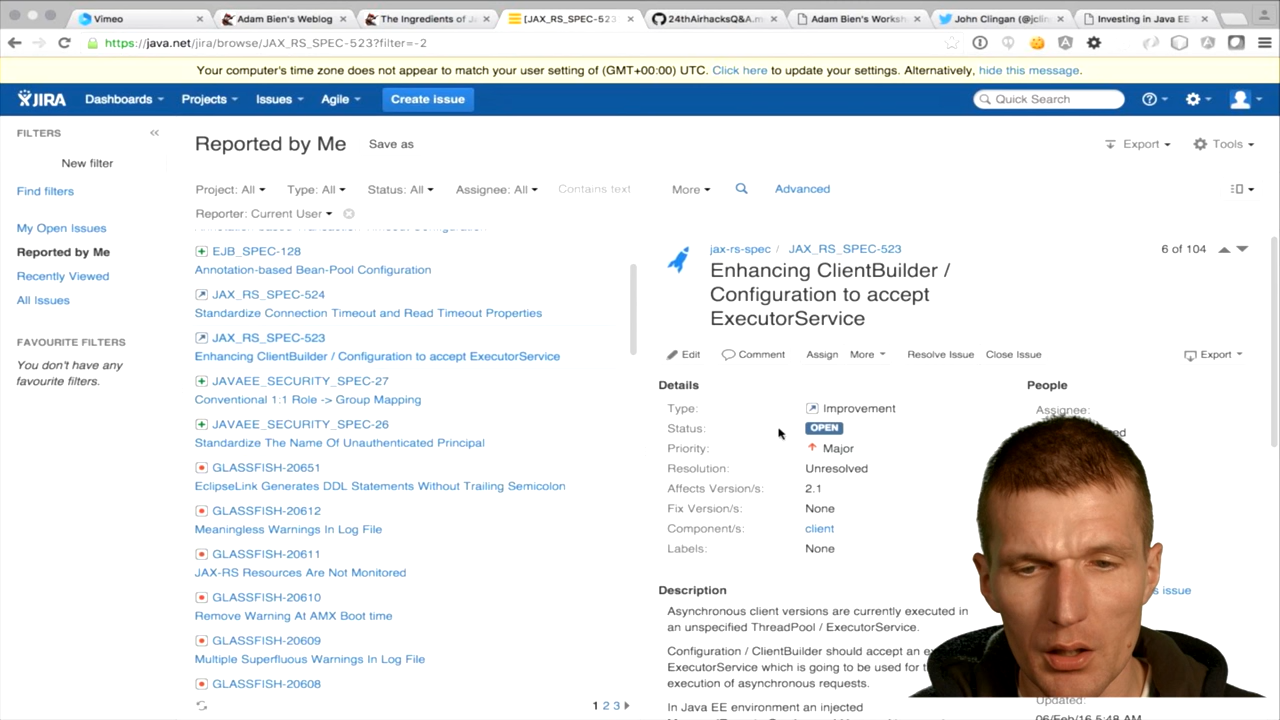 Vimeo
Adam Bien's Weblog
The Ingredients of J
[JAX_RS_SPEC-523
24thAirhacksQ&A.m
Adam Bien's Worksh
John Clingan (@jcli
Investing in Java EE
https://java.net/jira/browse/JAX_RS_SPEC-523?filter=-2
Your computer's time zone does not appear to match your user setting of (GMT+00:00) UTC. Click here to update your settings. Alternatively, hide this message.
JIRA
Dashboards
Projects
Issues
Agile
Create issue
Quick Search
FILTERS
New filter
Find filters
My Open Issues
Reported by Me
Recently Viewed
All Issues
FAVOURITE FILTERS
You don't have any
favourite filters.
Reported by Me
Save as
Export
Tools
Project: All
Type: All
Status: All
Assignee: All
Contains text
More
Advanced
Reporter: Current User
EJB_SPEC-128
Annotation-based Bean-Pool Configuration
JAX_RS_SPEC-524
Standardize Connection Timeout and Read Timeout Properties
JAX_RS_SPEC-523
Enhancing ClientBuilder / Configuration to accept ExecutorService
JAVAEE_SECURITY_SPEC-27
Conventional 1:1 Role -> Group Mapping
JAVAEE_SECURITY_SPEC-26
Standardize The Name Of Unauthenticated Principal
GLASSFISH-20651
EclipseLink Generates DDL Statements Without Trailing Semicolon
GLASSFISH-20612
Meaningless Warnings In Log File
GLASSFISH-20611
JAX-RS Resources Are Not Monitored
GLASSFISH-20610
Remove Warning At AMX Boot time
GLASSFISH-20609
Multiple Superfluous Warnings In Log File
GLASSFISH-20608
1 2 3
jax-rs-spec / JAX_RS_SPEC-523
6 of 104
Enhancing ClientBuilder /
Configuration to accept
ExecutorService
Edit
Comment
Assign
More
Resolve Issue
Close Issue
Export
Details
Type: Improvement
Status: OPEN
Priority: Major
Resolution: Unresolved
Affects Version/s: 2.1
Fix Version/s: None
Component/s: client
Labels: None
People
Assignee:
Description
s issue
Asynchronous client versions are currently executed in
an unspecified ThreadPool / ExecutorService.
Configuration / ClientBuilder should accept an
ExecutorService which is going to be used for
execution of asynchronous requests.
In Java EE environment an injected
Updated:
06/Feb/16 5:48 AM